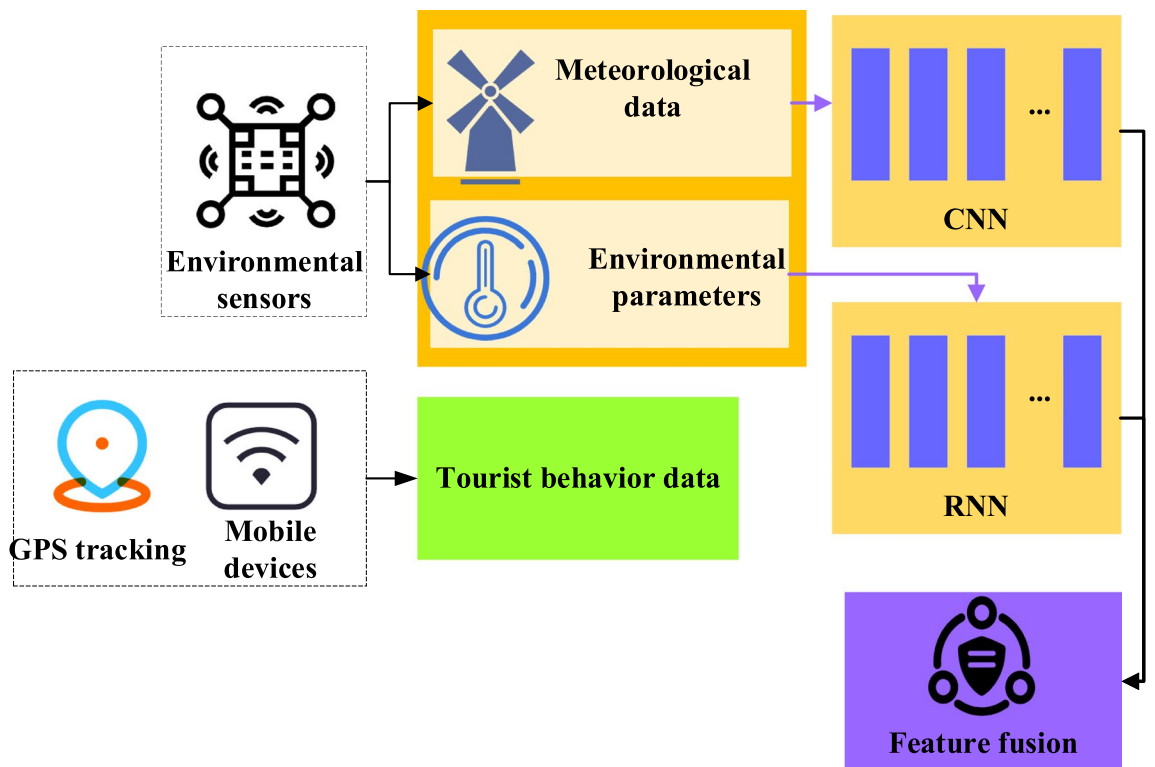 Environmental
sensors
Meteorological
data
Environmental
parameters
...
CNN
...
RNN
GPS tracking
Mobile
devices
Tourist behavior data
Feature fusion